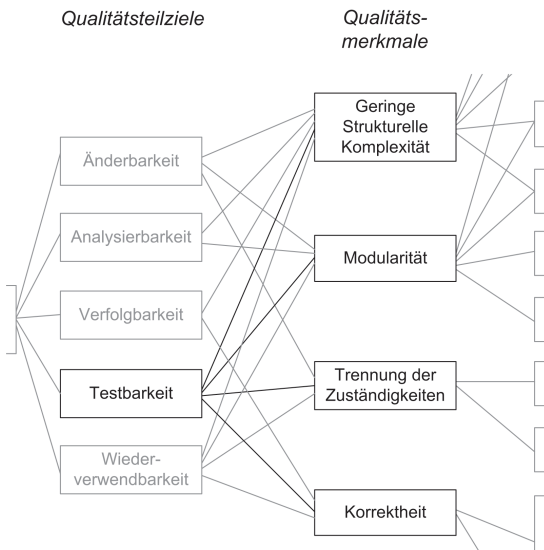 Qualitätsteilziele
Qualitäts-
merkmale
Änderbarkeit
Analysierbarkeit
Verfolgbarkeit
Testbarkeit
Wieder-
verwendbarkeit
Geringe
Strukturelle
Komplexität
Modularität
Trennung der
Zuständigkeiten
Korrektheit